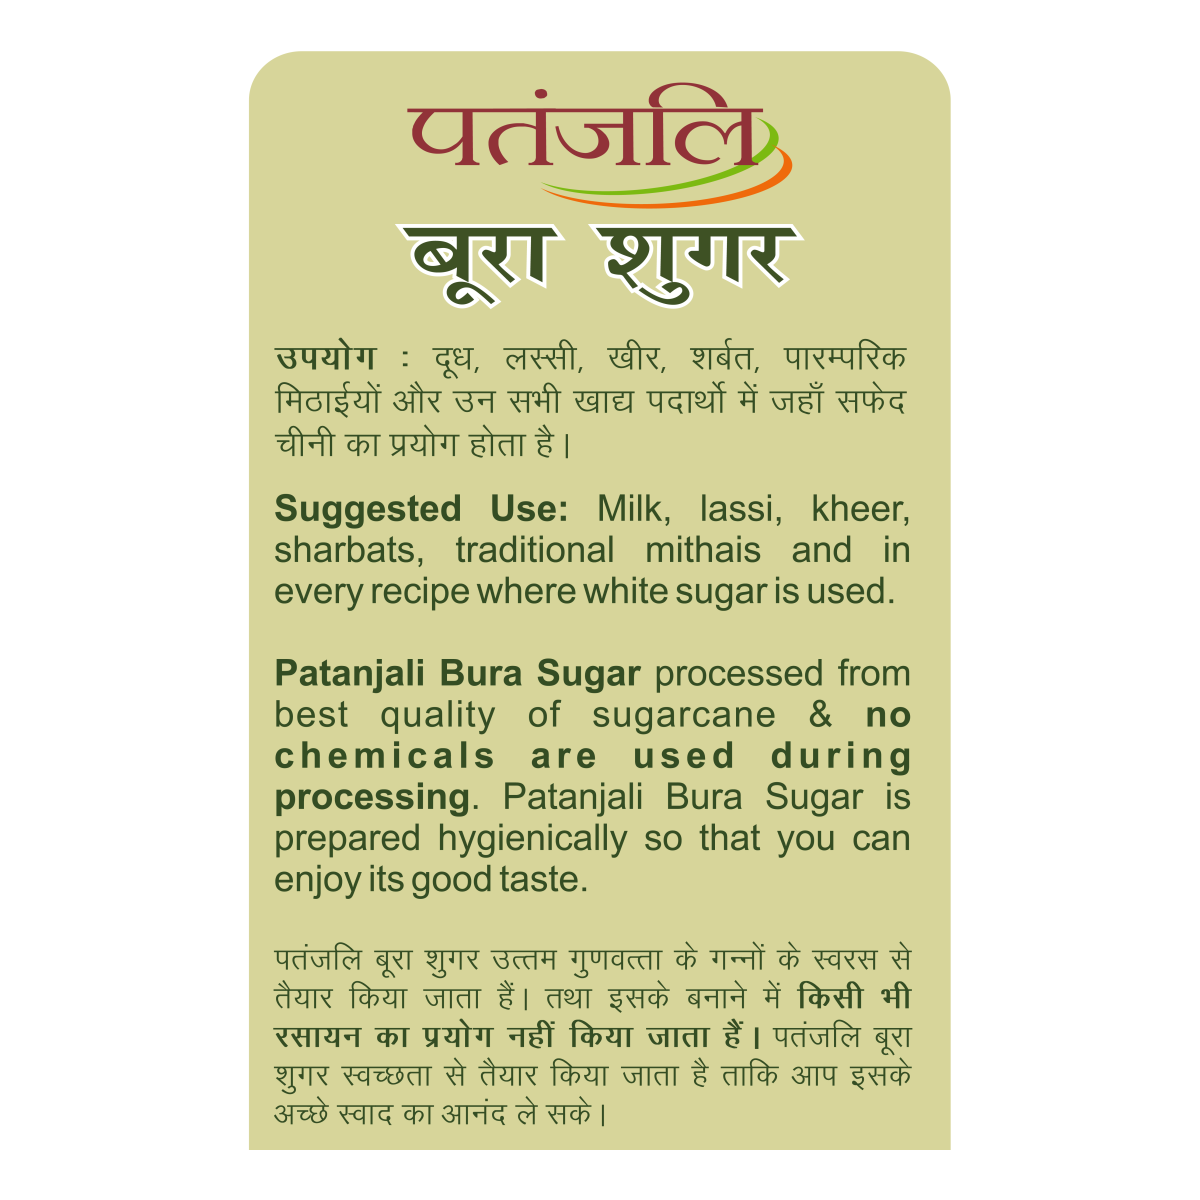 पतंजलि
बूरा शुगर
उपयोग : दूध, लस्सी, खीर, शर्बत, पारम्परिक
मिठाईयों और उन सभी खाद्य पदार्थो में जहाँ सफेद
चीनी का प्रयोग होता है।
Suggested Use: Milk, lassi, kheer,
sharbats, traditional mithais and in
every recipe where white sugar is used.
Patanjali Bura Sugar processed from
best quality of sugarcane & no
chemicals are used during
processing. Patanjali Bura Sugar is
prepared hygienically so that you can
enjoy its good taste.
पतंजलि बूरा शुगर उत्तम गुणवत्ता के गन्नों के स्वरस से
तैयार किया जाता हैं। तथा इसके बनाने में किसी भी
रसायन का प्रयोग नहीं किया जाता हैं। पतंजलि बूरा
शुगर स्वच्छता से तैयार किया जाता है ताकि आप इसके
अच्छे स्वाद का आनंद ले सके।